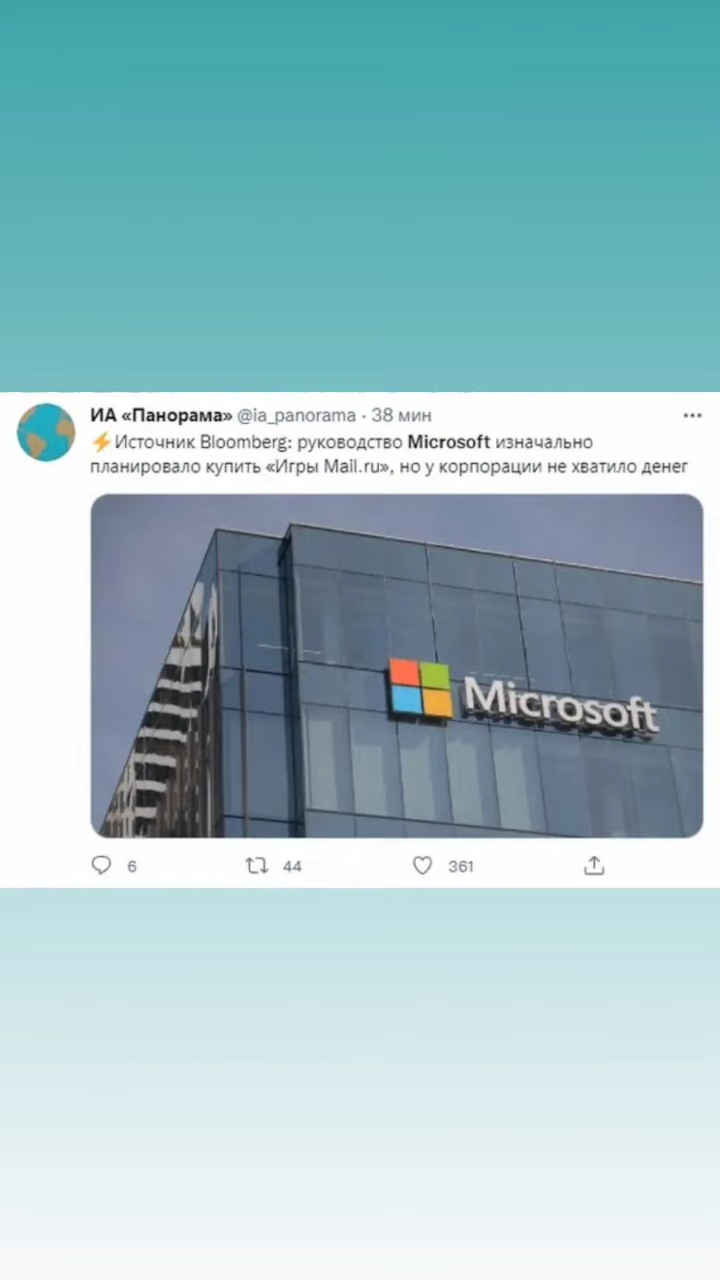 ИА «Панорама» @ia_panorama · 38 мин
⚡Источник Bloomberg: руководство Microsoft изначально
планировало купить «Игры Mail.ru», но у корпорации не хватило денег
Microsoft
6 44 361